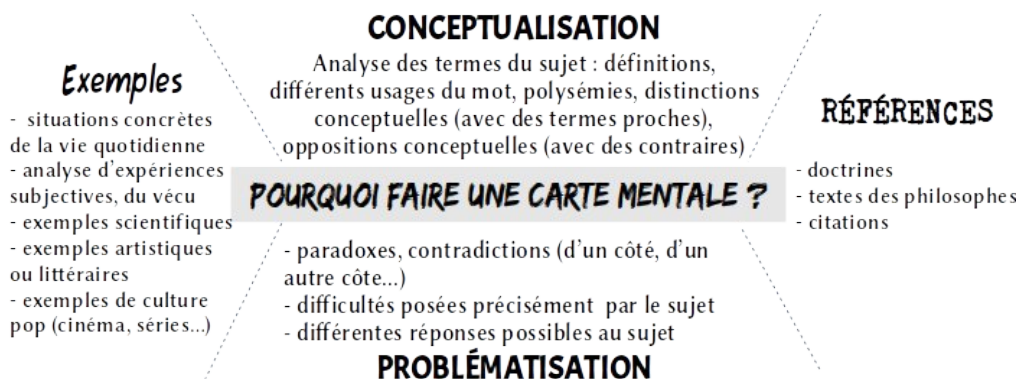 CONCEPTUALISATION
Analyse des termes du sujet : définitions,
différents usages du mot, polysémies, distinctions
conceptuelles (avec des termes proches),
oppositions conceptuelles (avec des contraires)
Exemples
- situations concrètes
de la vie quotidienne
- analyse d'expériences
subjectives, du vécu
- exemples scientifiques
- exemples artistiques
ou littéraires
- exemples de culture
pop (cinéma, séries...)
POURQUOI FAIRE UNE CARTE MENTALE ?
RÉFÉRENCES
- doctrines
- textes des philosophes
- citations
- paradoxes, contradictions (d'un côté, d'un
autre côte...)
- difficultés posées précisément par le sujet
- différentes réponses possibles au sujet
PROBLÉMATISATION